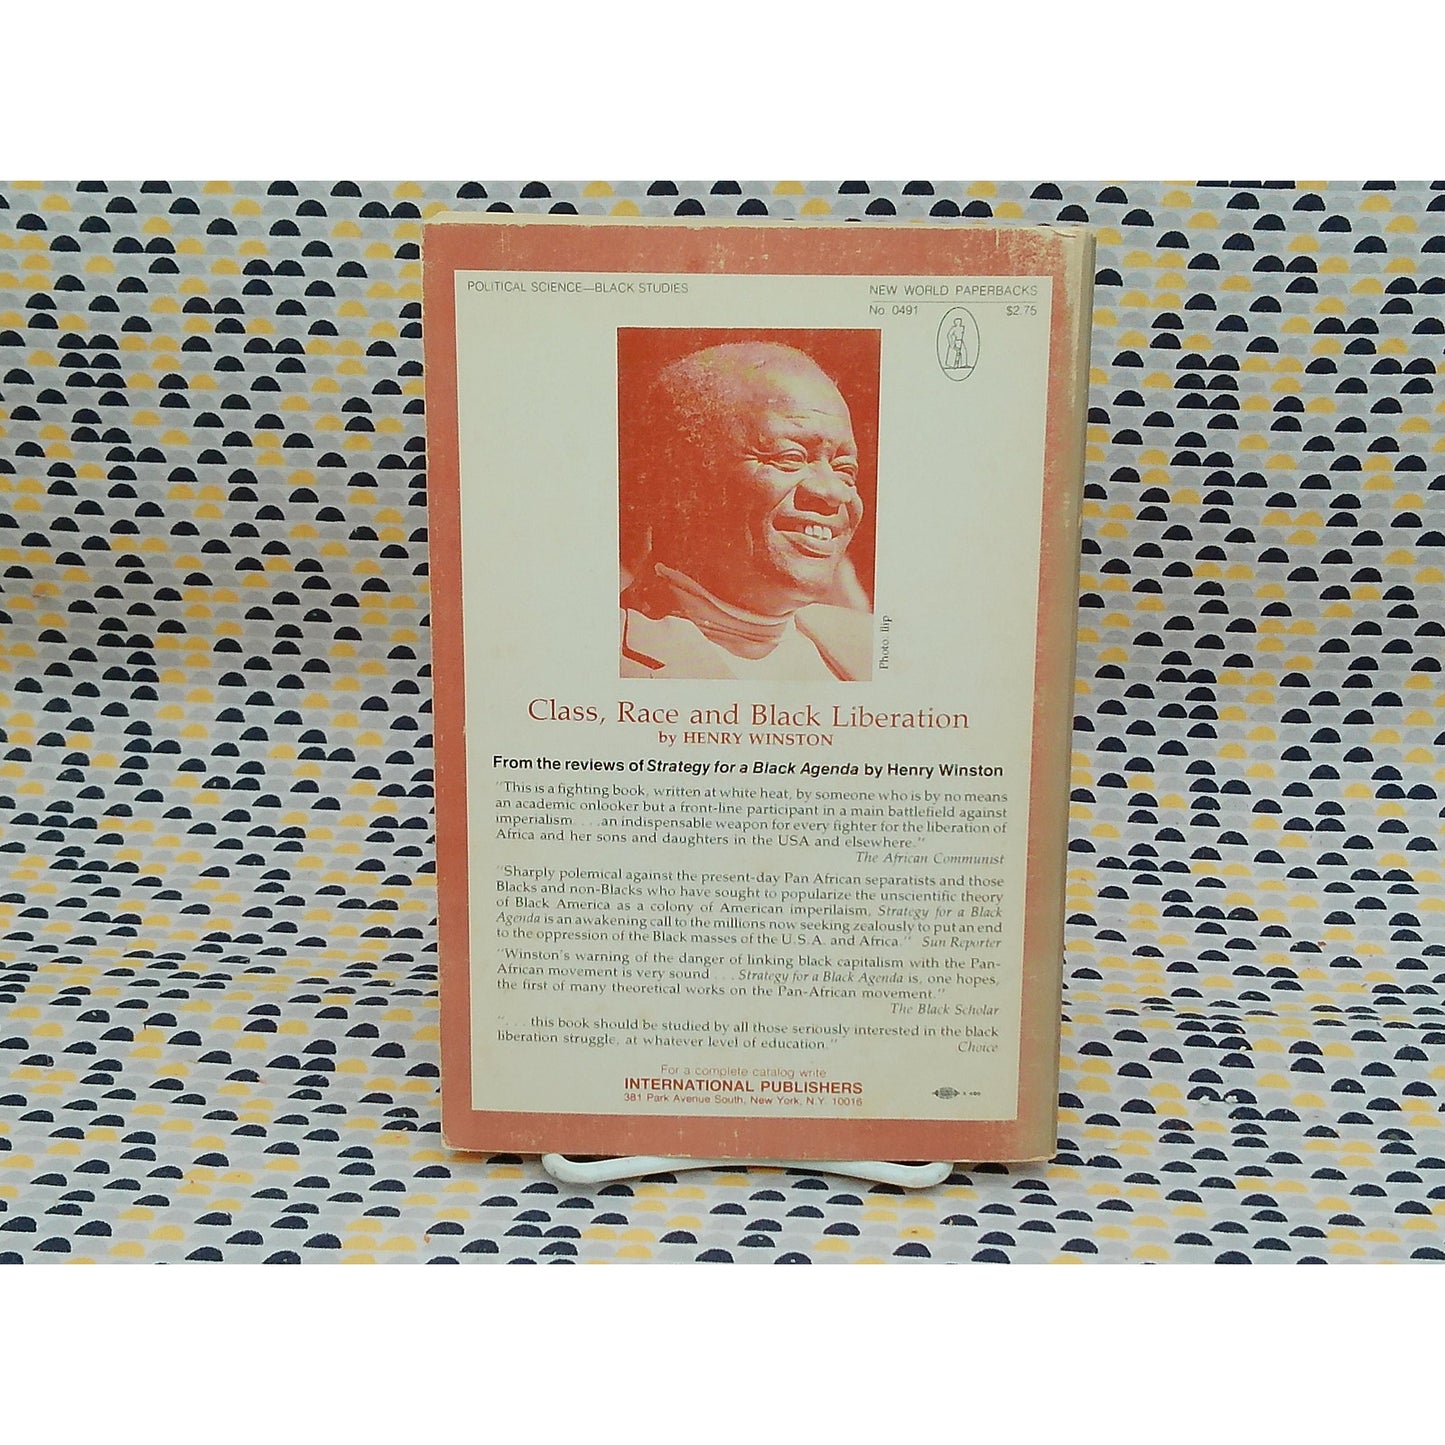 POLITICAL SCIENCE—BLACK STUDIES
NEW WORLD PAPERBACKS
No. 0491 $2.75
Photo: Ilip
Class, Race and Black Liberation
by HENRY WINSTON
From the reviews of Strategy for a Black Agenda by Henry Winston
"This is a fighting book, written at white heat, by someone who is by no means
an academic onlooker but a front-line participant in a main battlefield against
imperialism. . . .an indispensable weapon for every fighter for the liberation of
Africa and her sons and daughters in the USA and elsewhere."
The African Communist
"Sharply polemical against the present-day Pan African separatists and those
Blacks and non-Blacks who have sought to popularize the unscientific theory
of Black America as a colony of American imperilaism, Strategy for a Black
Agenda is an awakening call to the millions now seeking zealously to put an end
to the oppression of the Black masses of the U.S.A. and Africa." Sun Reporter
"Winston's warning of the danger of linking black capitalism with the Pan-
African movement is very sound . . . Strategy for a Black Agenda is, one hopes,
the first of many theoretical works on the Pan-African movement."
The Black Scholar
". . . this book should be studied by all those seriously interested in the black
liberation struggle, at whatever level of education."
Choice
For a complete catalog write
INTERNATIONAL PUBLISHERS
381 Park Avenue South, New York, N.Y. 10016